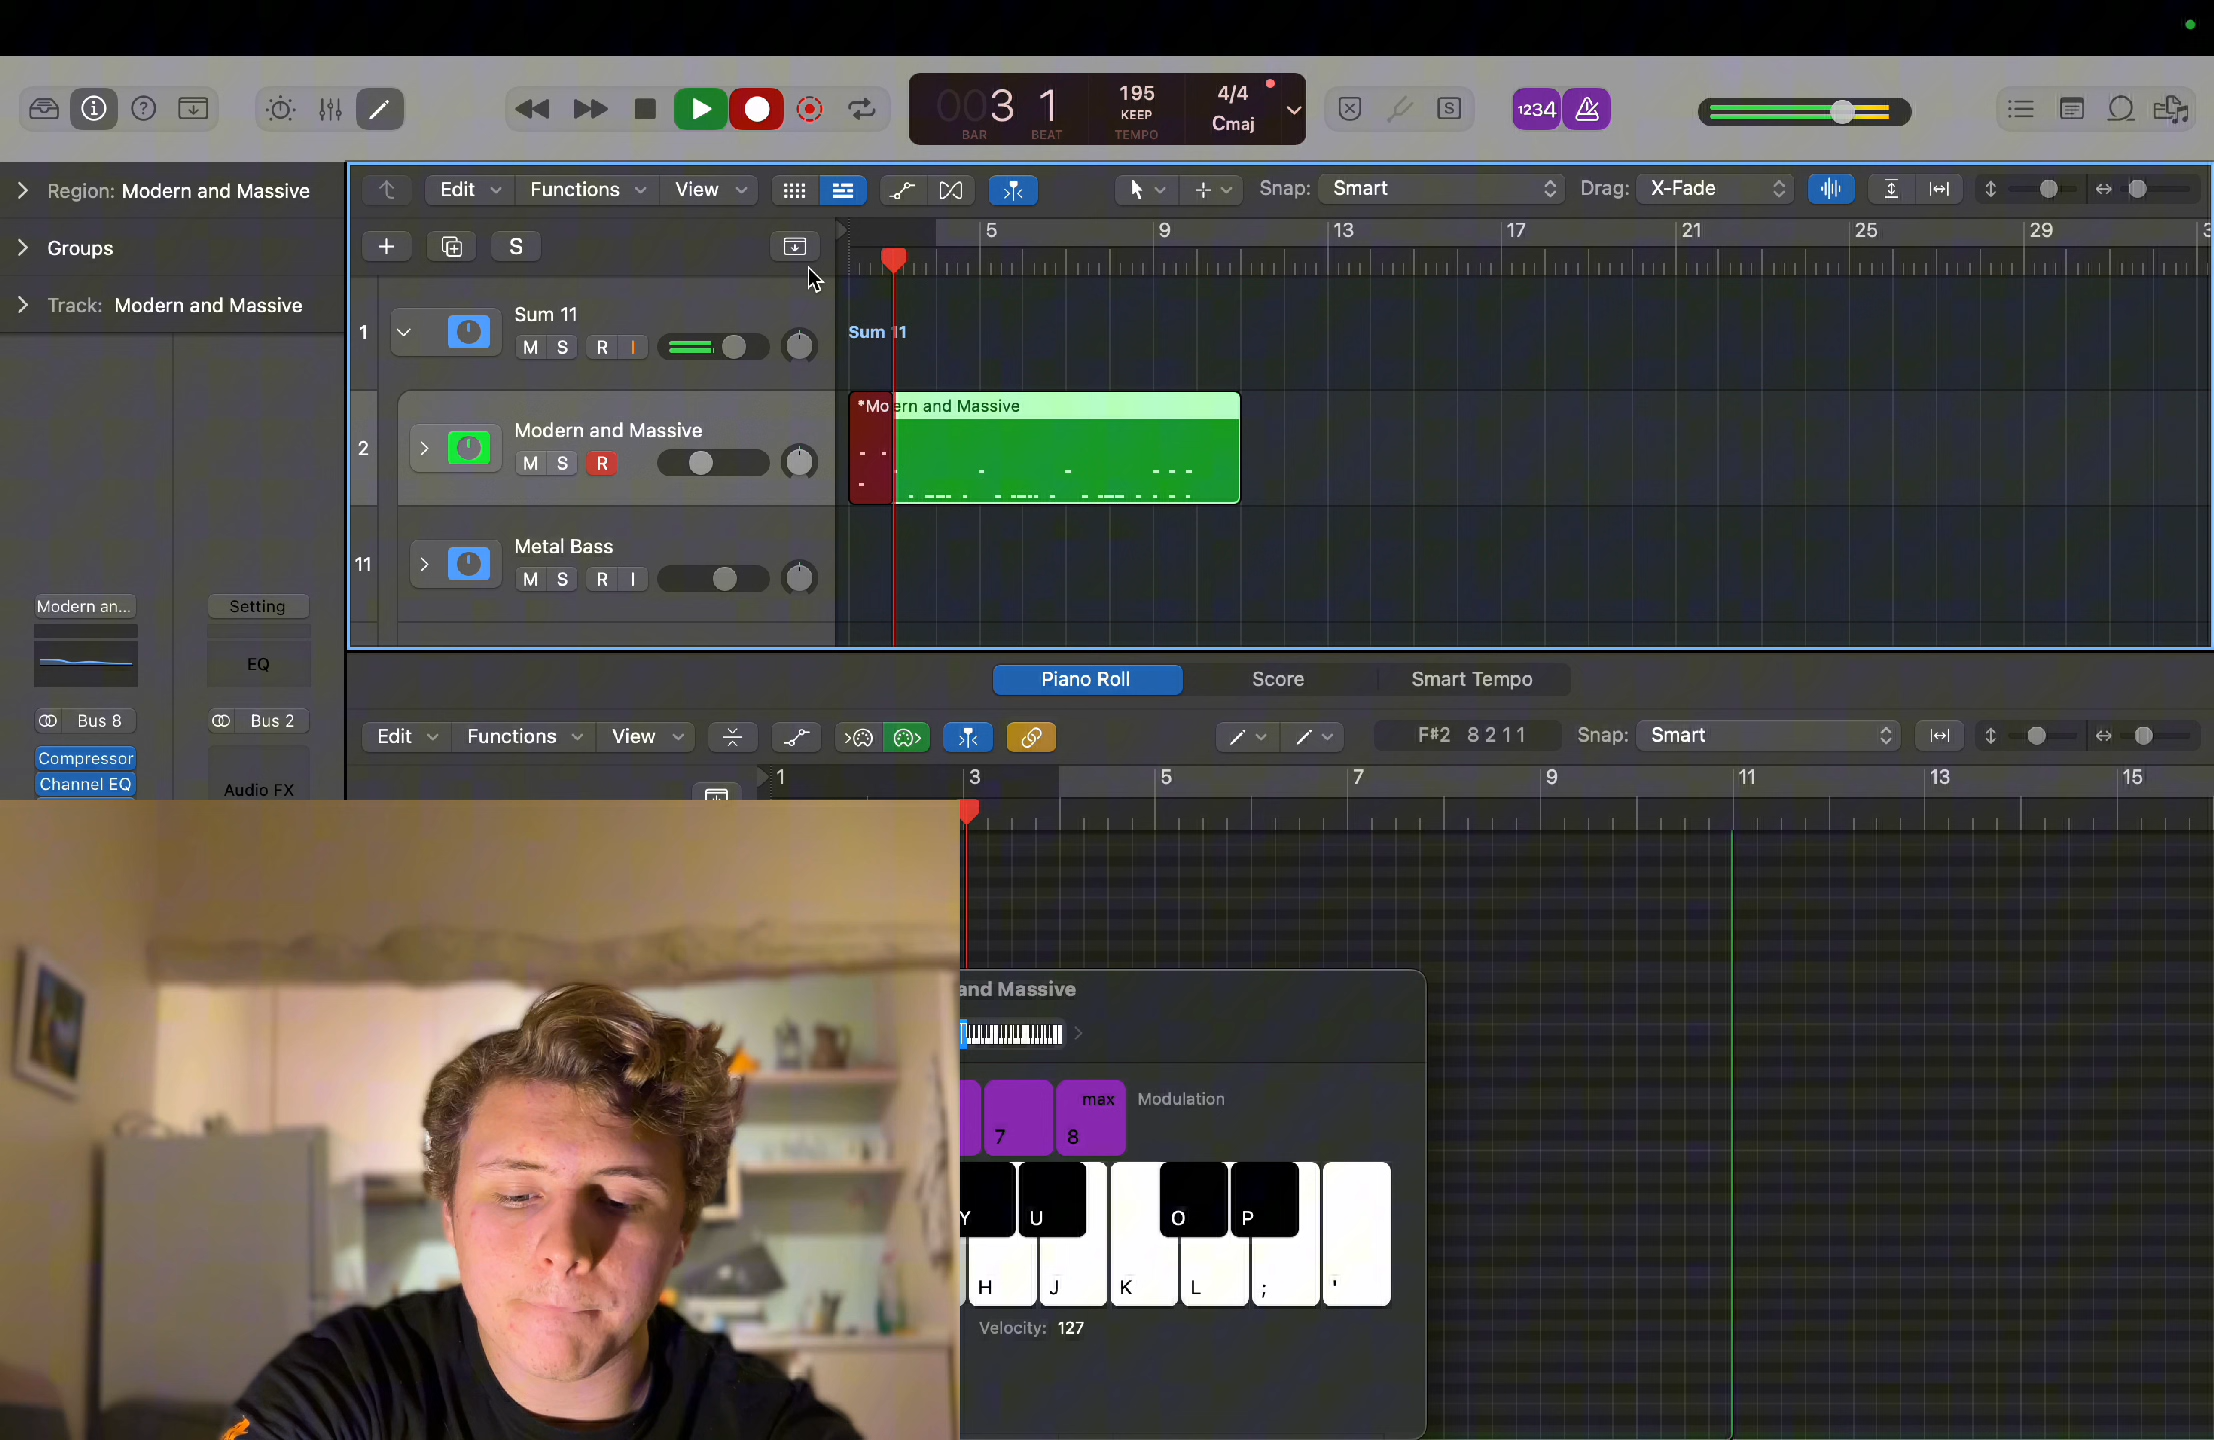 003 1 195 4/4
KEEP Cmaj
BAR BEAT TEMPO
1234
S
Region: Modern and Massive
Groups
Track: Modern and Massive
Edit Functions View Snap: Smart Drag: X-Fade
S
5 9 13 17 21 25 29 3
1 Sum 11
M S R I
Sum 11
2 Modern and Massive
M S R
*Modern and Massive
11 Metal Bass
M S R I
Modern an... Setting
EQ
Bus 8 Bus 2
Compressor
Channel EQ
Audio FX
Piano Roll Score Smart Tempo
Edit Functions View F#2 8 2 1 1 Snap: Smart
1 3 5 7 9 11 13 15
and Massive
max Modulation
7 8
Y U O P
H J K L ; '
Velocity: 127